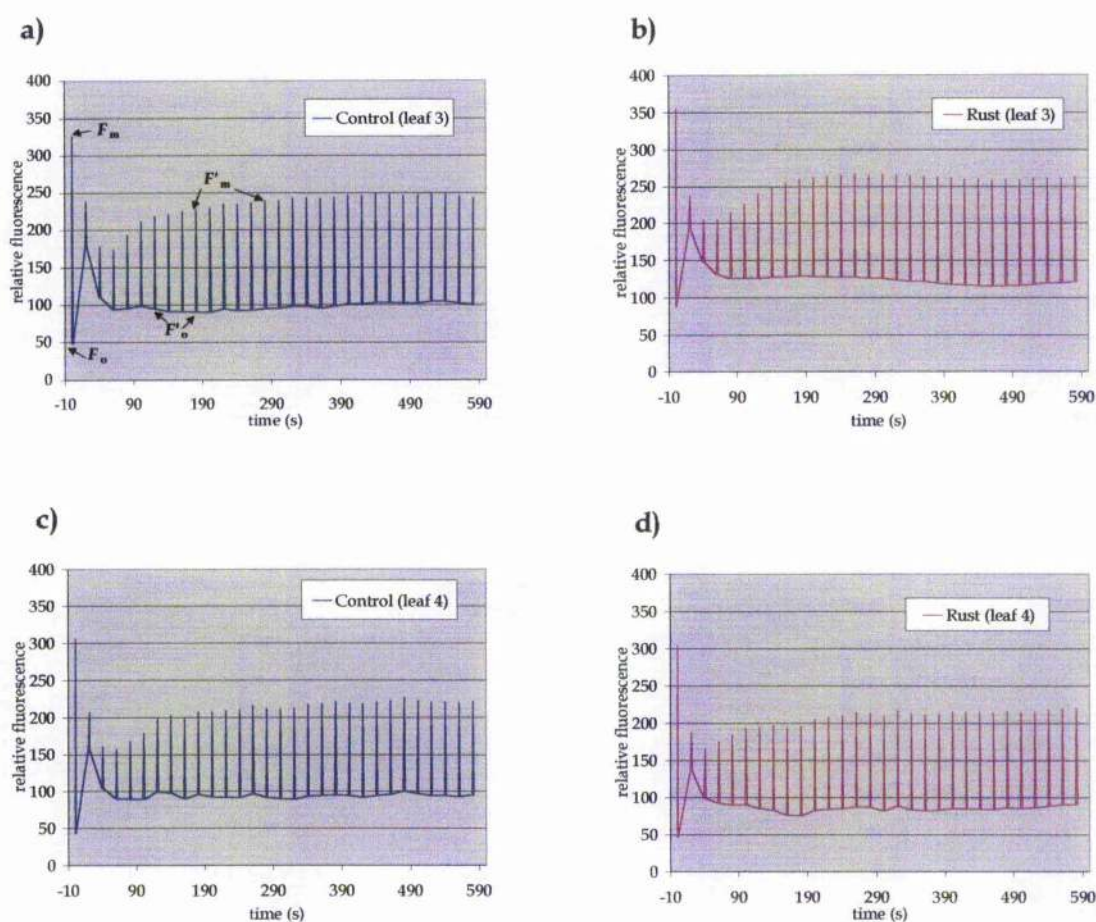 a)
400
350
300
250
200
150
100
50
0
relative fluorescence
Control (leaf 3)
Fm
F'm
F'o
Fo
-10 90 190 290 390 490 590
time (s)
b)
400
350
300
250
200
150
100
50
0
relative fluorescence
Rust (leaf 3)
-10 90 190 290 390 490 590
time (s)
c)
400
350
300
250
200
150
100
50
0
relative fluorescence
Control (leaf 4)
-10 90 190 290 390 490 590
time (s)
d)
400
350
300
250
200
150
100
50
0
relative fluorescence
Rust (leaf 4)
-10 90 190 290 390 490 590
time (s)